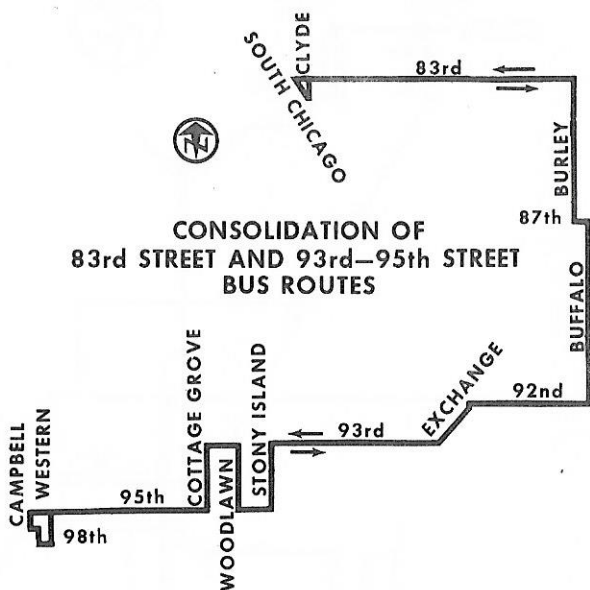 CLYDE
SOUTH CHICAGO
83rd
BURLEY
N
87th
CONSOLIDATION OF
83rd STREET AND 93rd—95th STREET
BUS ROUTES
BUFFALO
92nd
EXCHANGE
93rd
STONY ISLAND
COTTAGE GROVE
WOODLAWN
95th
CAMPBELL
WESTERN
98th